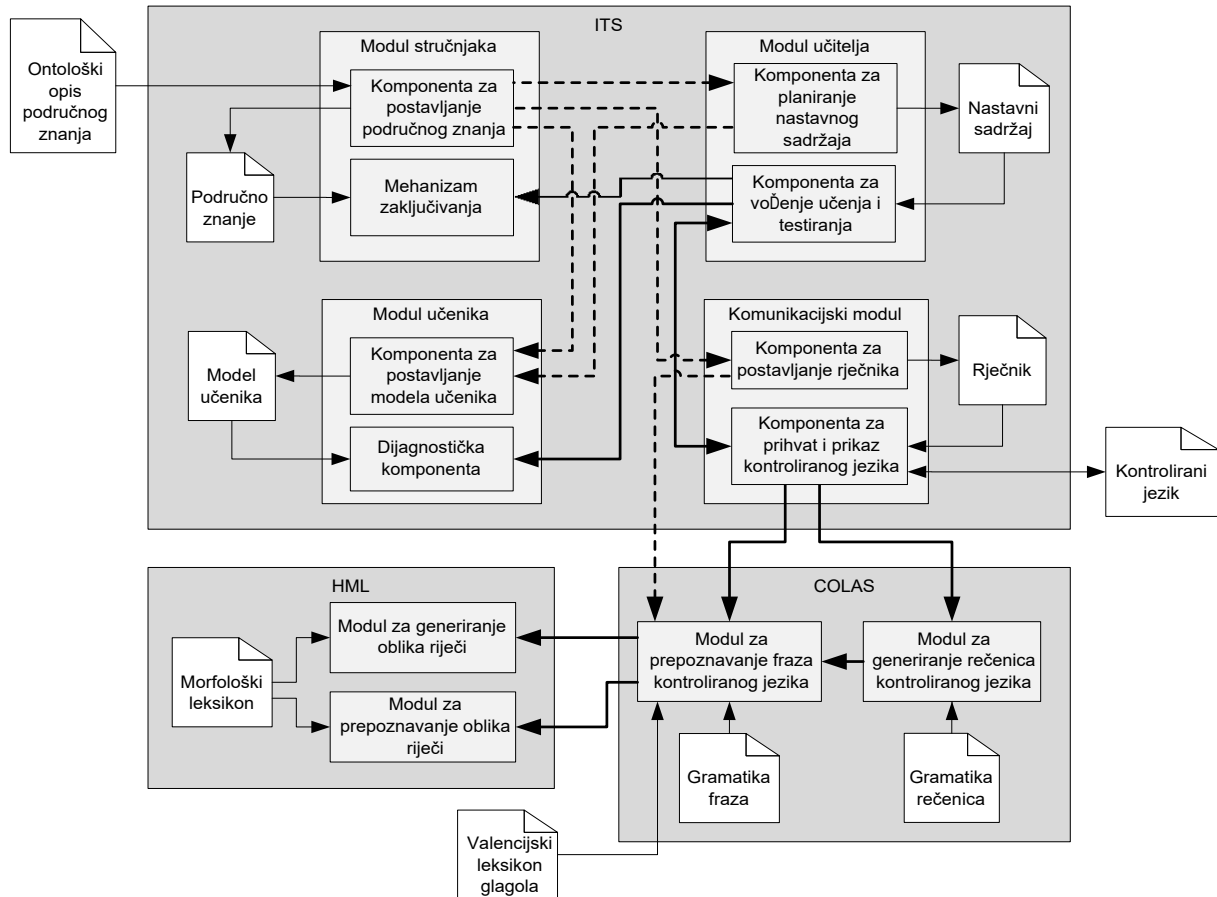 ITS
Ontološki
opis
područnog
znanja
Modul stručnjaka
Komponenta za
postavljanje
područnog znanja
Mehanizam
zaključivanja
Područno
znanje
Modul učitelja
Komponenta za
planiranje
nastavnog
sadržaja
Komponenta za
voĎenje učenja i
testiranja
Nastavni
sadržaj
Modul učenika
Komponenta za
postavljanje
modela učenika
Dijagnostička
komponenta
Model
učenika
Komunikacijski modul
Komponenta za
postavljanje rječnika
Komponenta za
prihvat i prikaz
kontroliranog jezika
Rječnik
Kontrolirani
jezik
HML
Modul za generiranje
oblika riječi
Modul za
prepoznavanje oblika
riječi
Morfološki
leksikon
COLAS
Modul za
prepoznavanje fraza
kontroliranog jezika
Modul za
generiranje rečenica
kontroliranog jezika
Gramatika
fraza
Gramatika
rečenica
Valencijski
leksikon
glagola